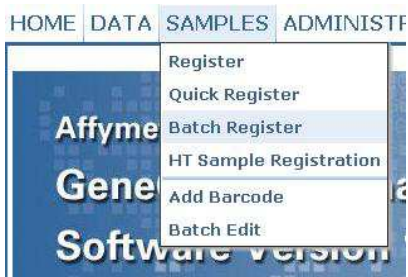 HOME DATA SAMPLES
Register
Quick Register
Batch Register
HT Sample Registration
Add Barcode
Batch Edit